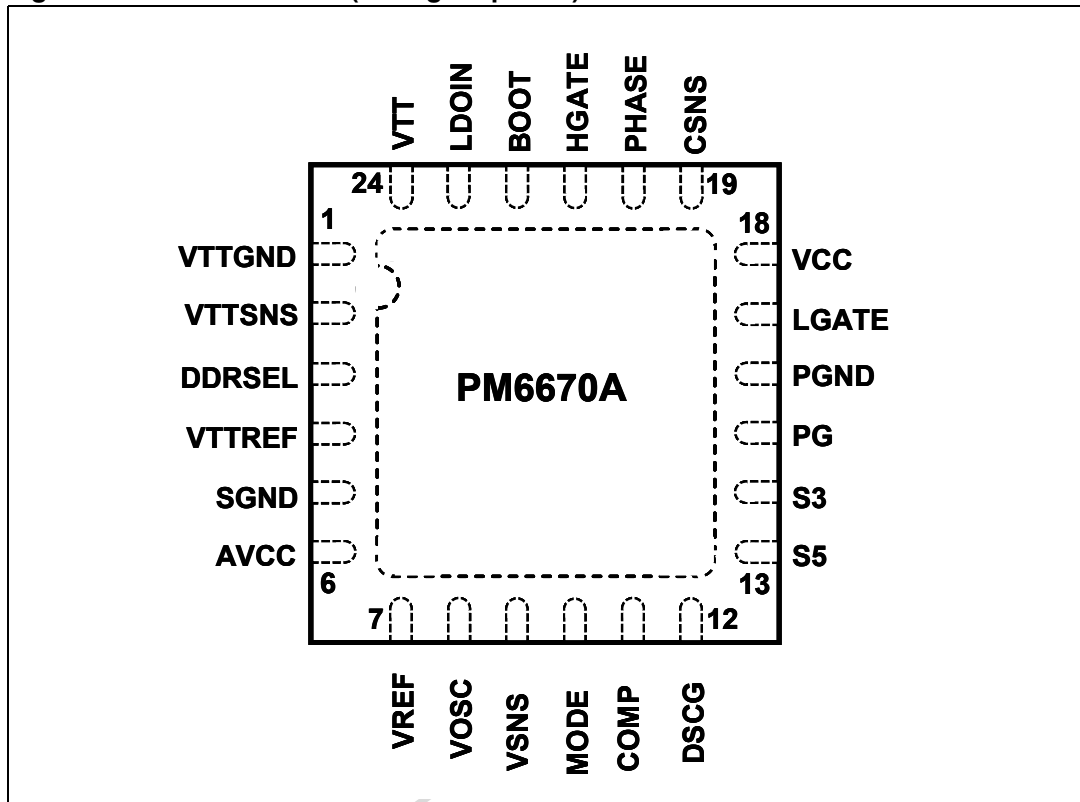 VTT
LDOIN
BOOT
HGATE
PHASE
CSNS
24
19
1
18
VTTGND
VCC
VTTSNS
LGATE
DDRSEL
PGND
PM6670A
VTTREF
PG
SGND
S3
AVCC
S5
6
13
7
12
VREF
VOSC
VSNS
MODE
COMP
DSCG